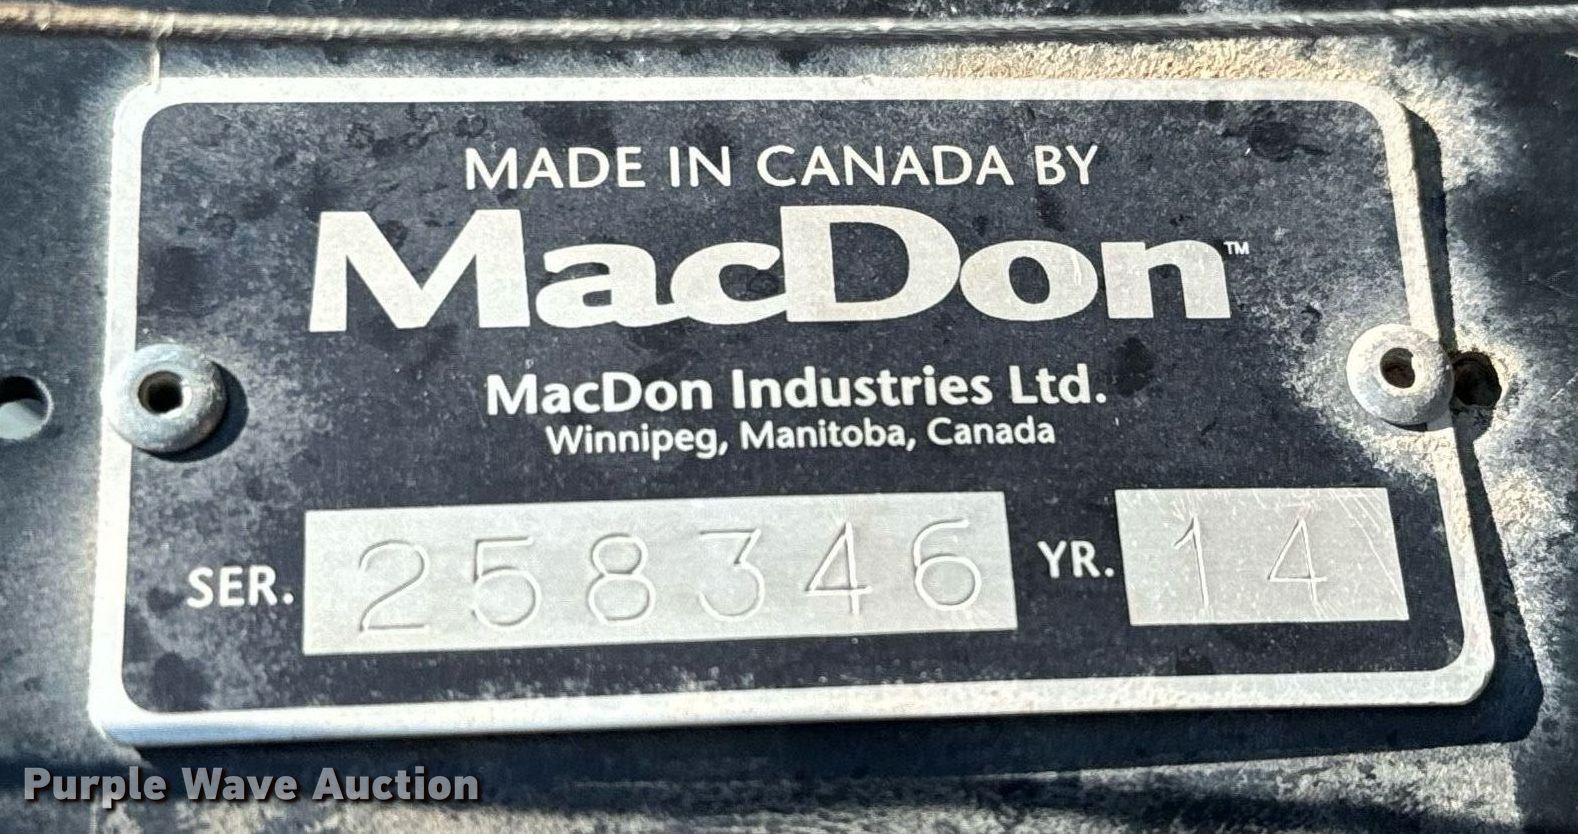 MADE IN CANADA BY
MacDon™
MacDon Industries Ltd.
Winnipeg, Manitoba, Canada
SER. 258346 YR. 14
Purple Wave Auction